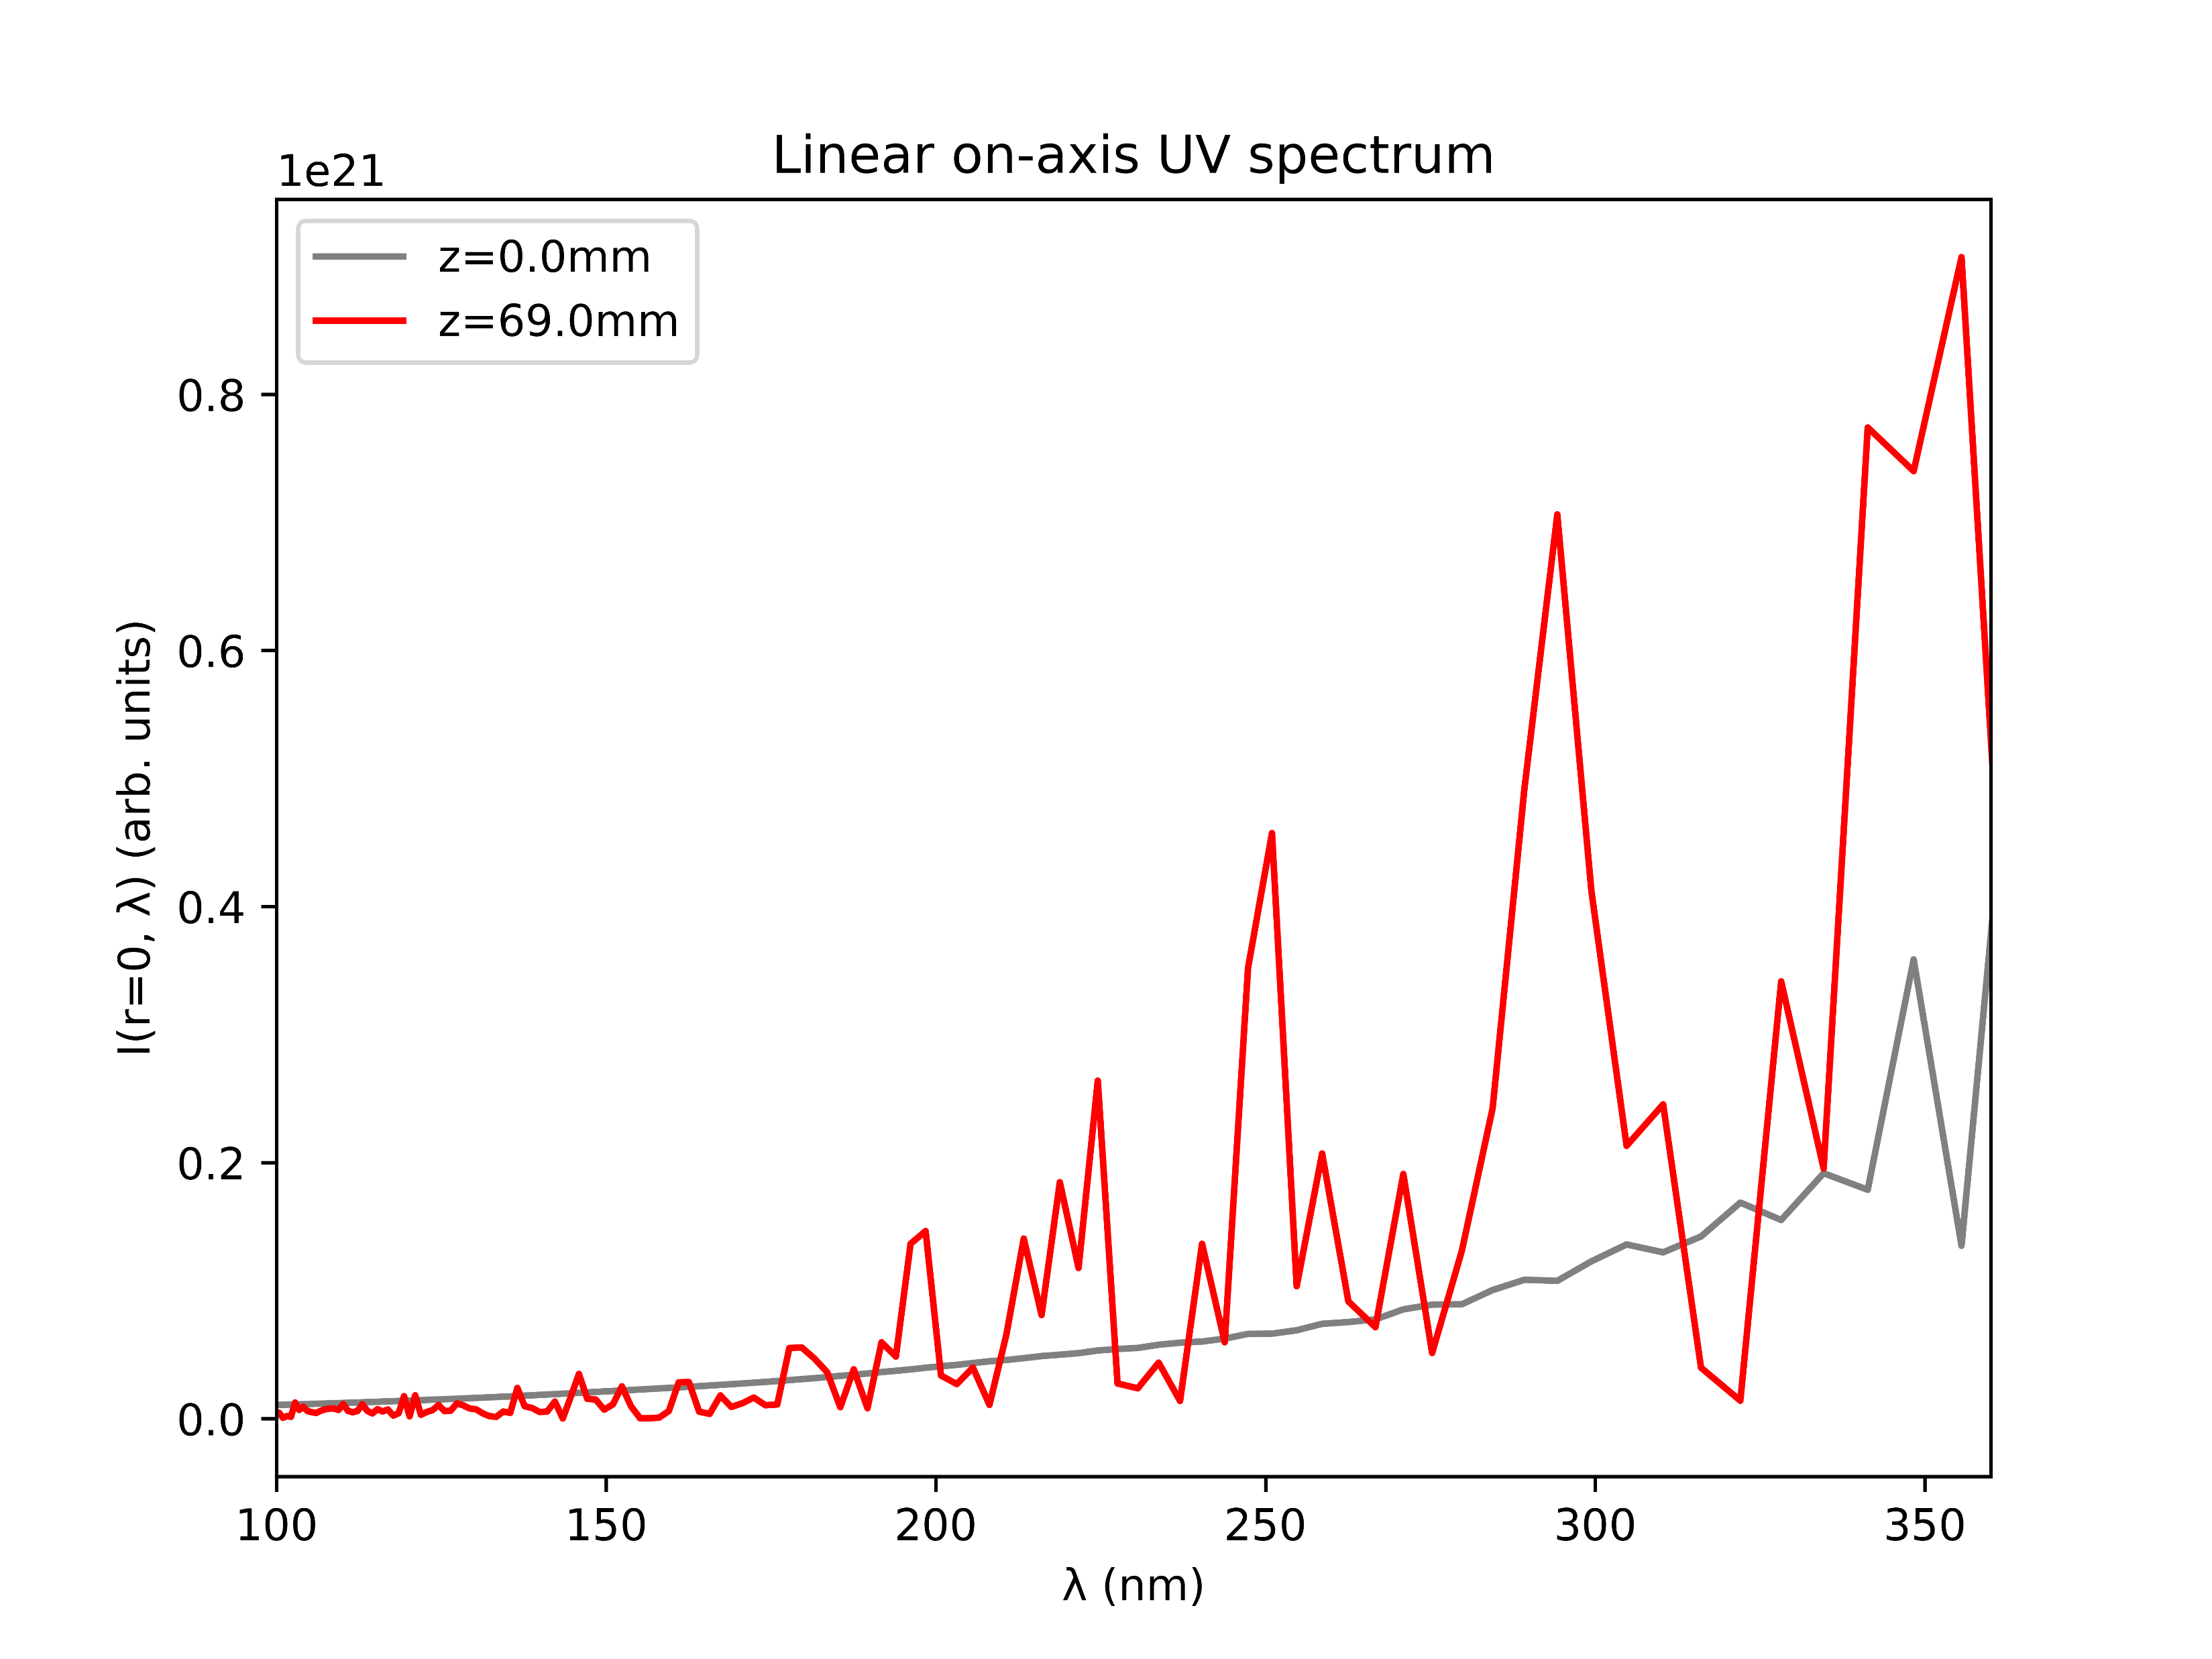 Linear on-axis UV spectrum
1e21
z=0.0mm
z=69.0mm
0.8
0.6
0.4
0.2
0.0
I(r=0, λ) (arb. units)
100 150 200 250 300 350
λ (nm)